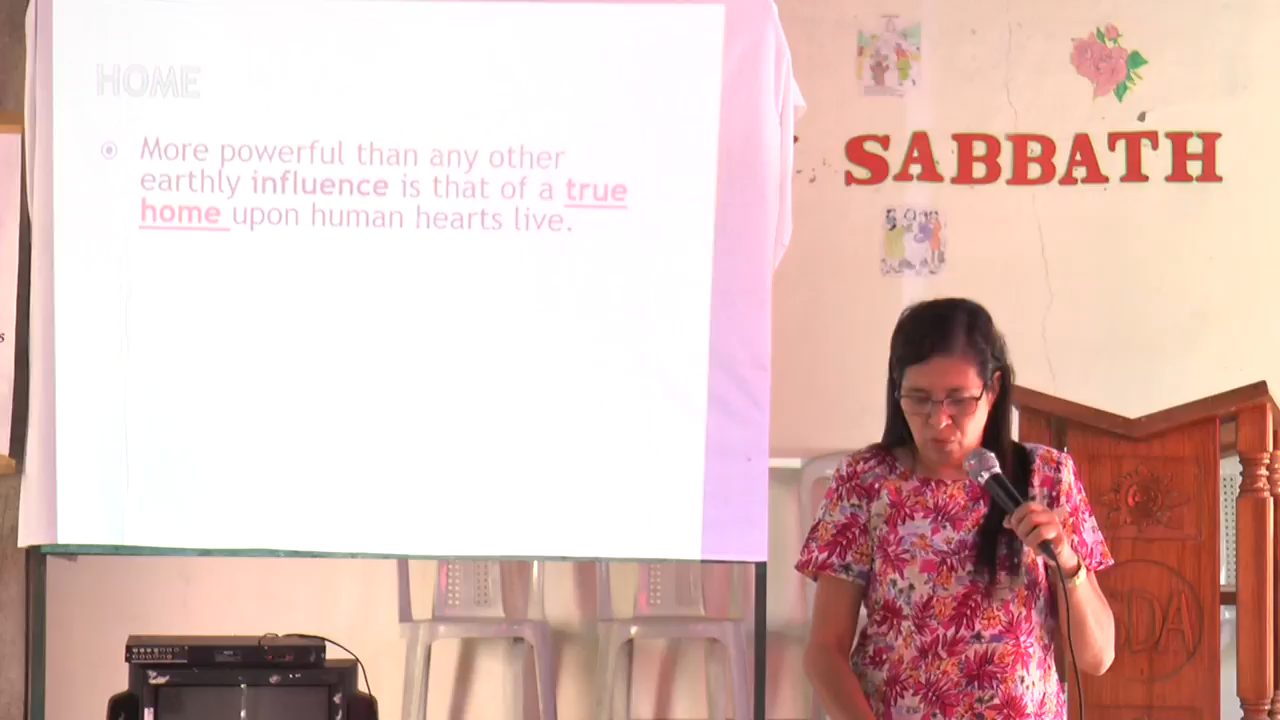 HOME
More powerful than any other
earthly influence is that of a true
home upon human hearts live.
SABBATH
SDA